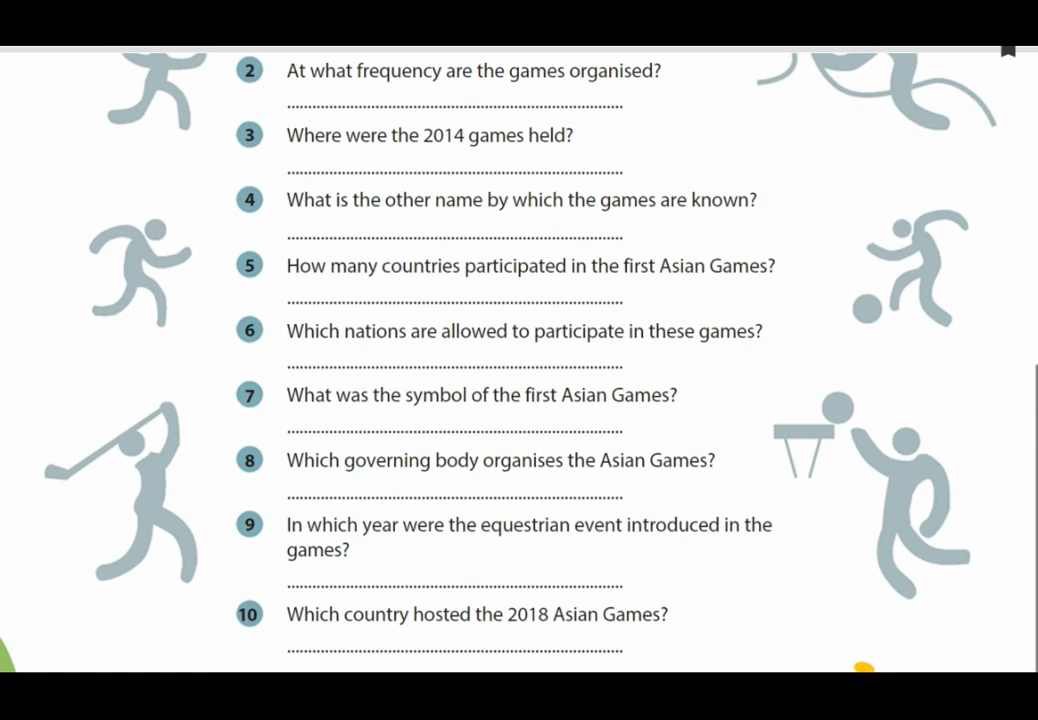 2 At what frequency are the games organised?
3 Where were the 2014 games held?
4 What is the other name by which the games are known?
5 How many countries participated in the first Asian Games?
6 Which nations are allowed to participate in these games?
7 What was the symbol of the first Asian Games?
8 Which governing body organises the Asian Games?
9 In which year were the equestrian event introduced in the
games?
10 Which country hosted the 2018 Asian Games?